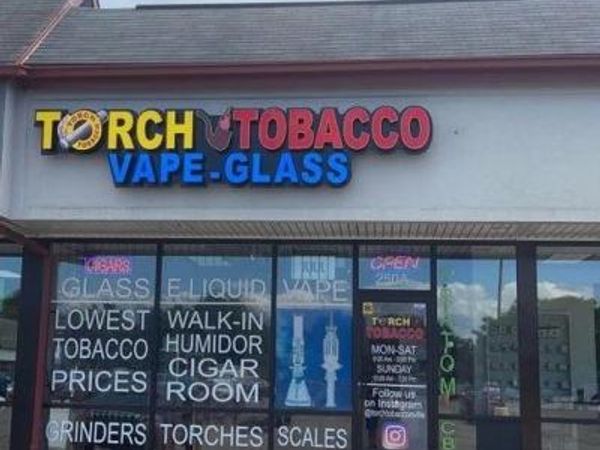 TORCH TOBACCO
VAPE-GLASS
CIGARS
OPEN
GLASS E.LIQUID VAPE
250A
LOWEST
TOBACCO
PRICES
WALK-IN
HUMIDOR
CIGAR
ROOM
TORCH
TOBACCO
MON-SAT
SUNDAY
Follow us
on Instagram
GRINDERS TORCHES SCALES